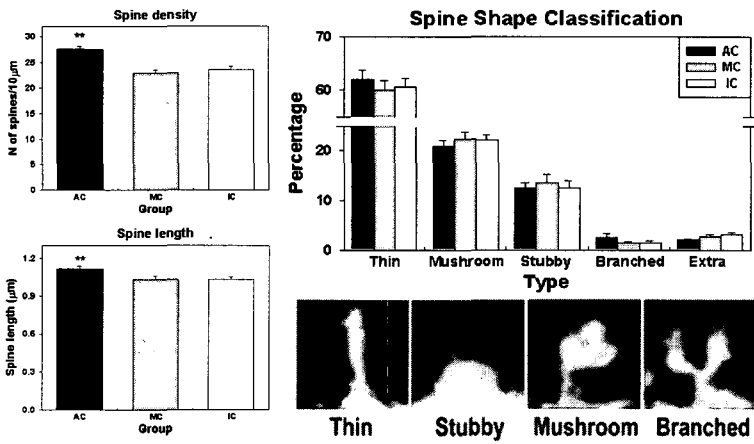 Spine density
30
25
20
15
10
5
0
N of spines/10μm
**
AC MC IC
Group
Spine length
1.2
0.9
0.6
0.3
0.0
Spine length (μm)
**
AC MC IC
Group
Spine Shape Classification
70
60
20
10
0
Percentage
AC
MC
IC
Thin Mushroom Stubby Branched Extra
Type
Thin Stubby Mushroom Branched